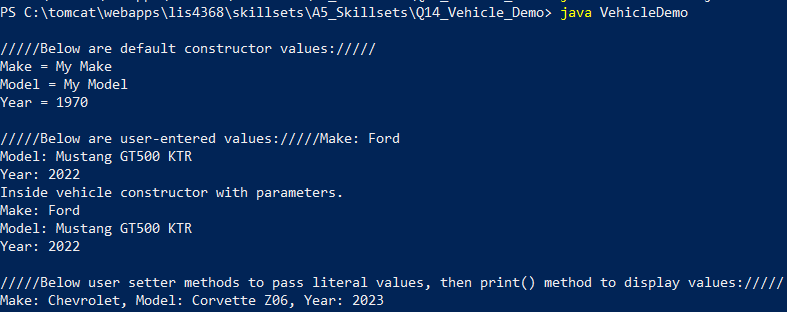 PS C:\tomcat\webapps\lis4368\skillsets\A5_Skillsets\Q14_Vehicle_Demo> java VehicleDemo
/////Below are default constructor values://///
Make = My Make
Model = My Model
Year = 1970
/////Below are user-entered values://///Make: Ford
Model: Mustang GT500 KTR
Year: 2022
Inside vehicle constructor with parameters.
Make: Ford
Model: Mustang GT500 KTR
Year: 2022
/////Below user setter methods to pass literal values, then print() method to display values://///
Make: Chevrolet, Model: Corvette Z06, Year: 2023